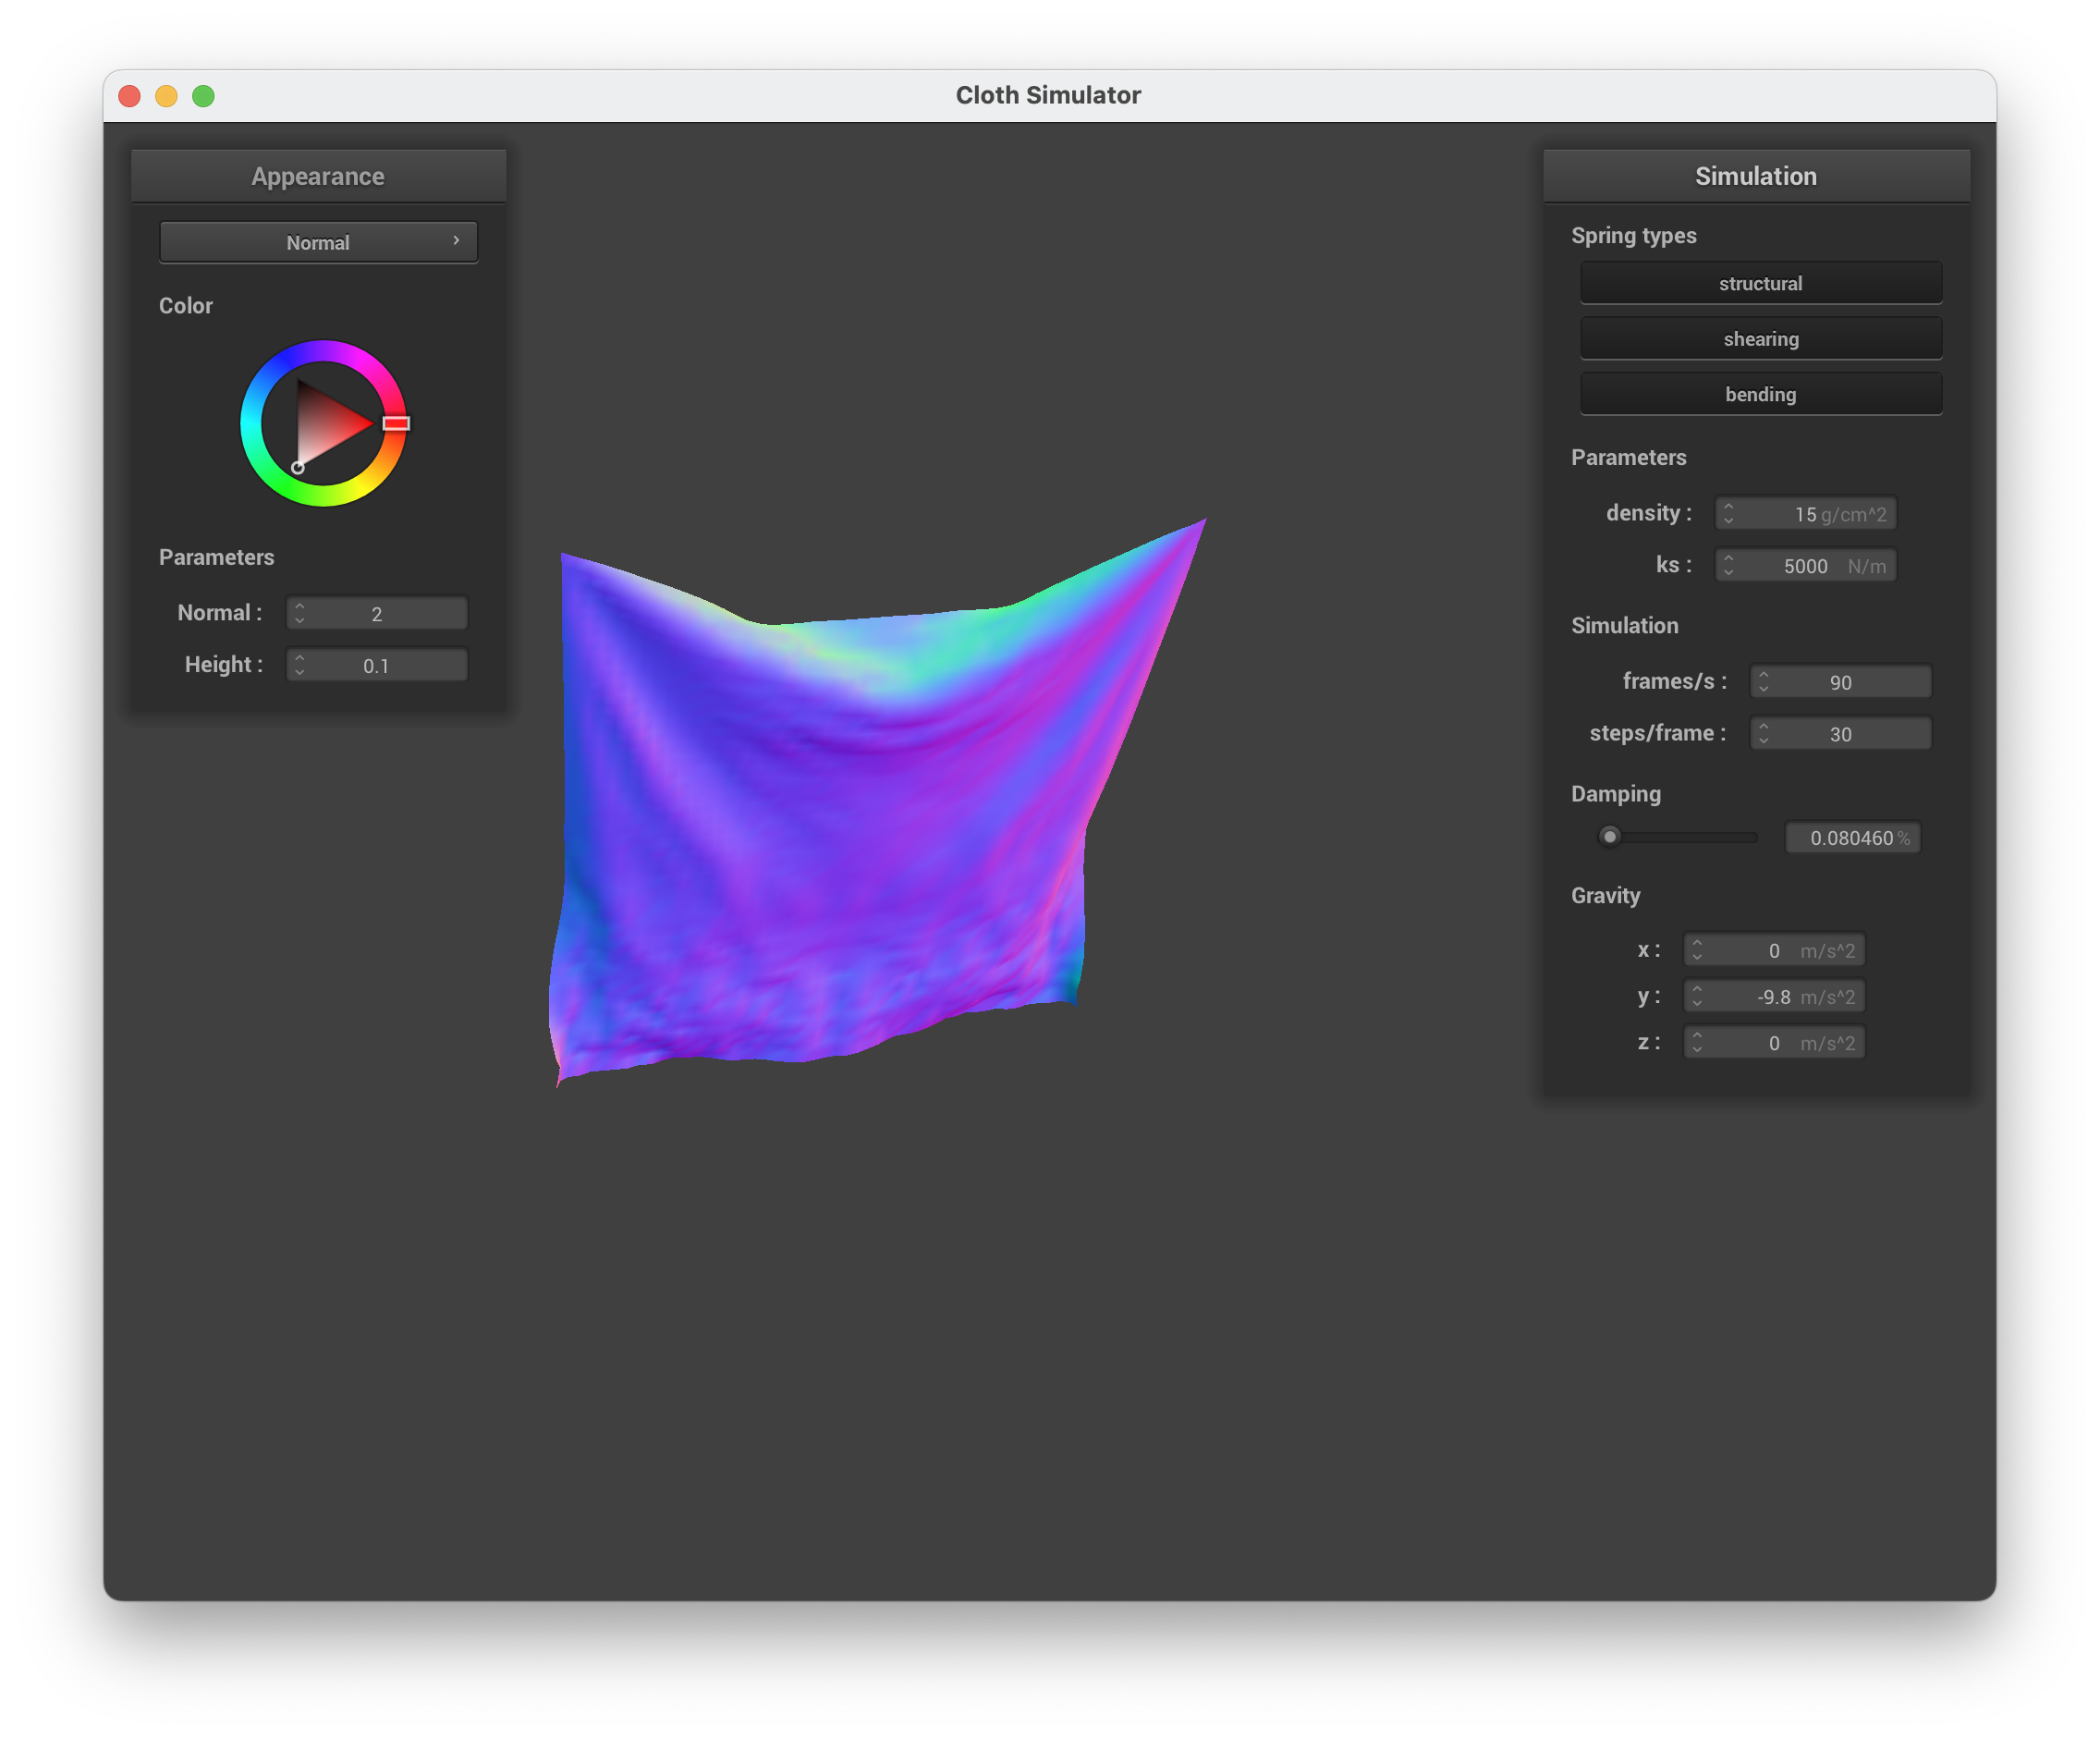 Cloth Simulator
Appearance
Normal
Color
Parameters
Normal : 2
Height : 0.1
Simulation
Spring types
structural
shearing
bending
Parameters
density : 15 g/cm^2
ks : 5000 N/m
Simulation
frames/s : 90
steps/frame : 30
Damping
0.080460 %
Gravity
x : 0 m/s^2
y : -9.8 m/s^2
z : 0 m/s^2